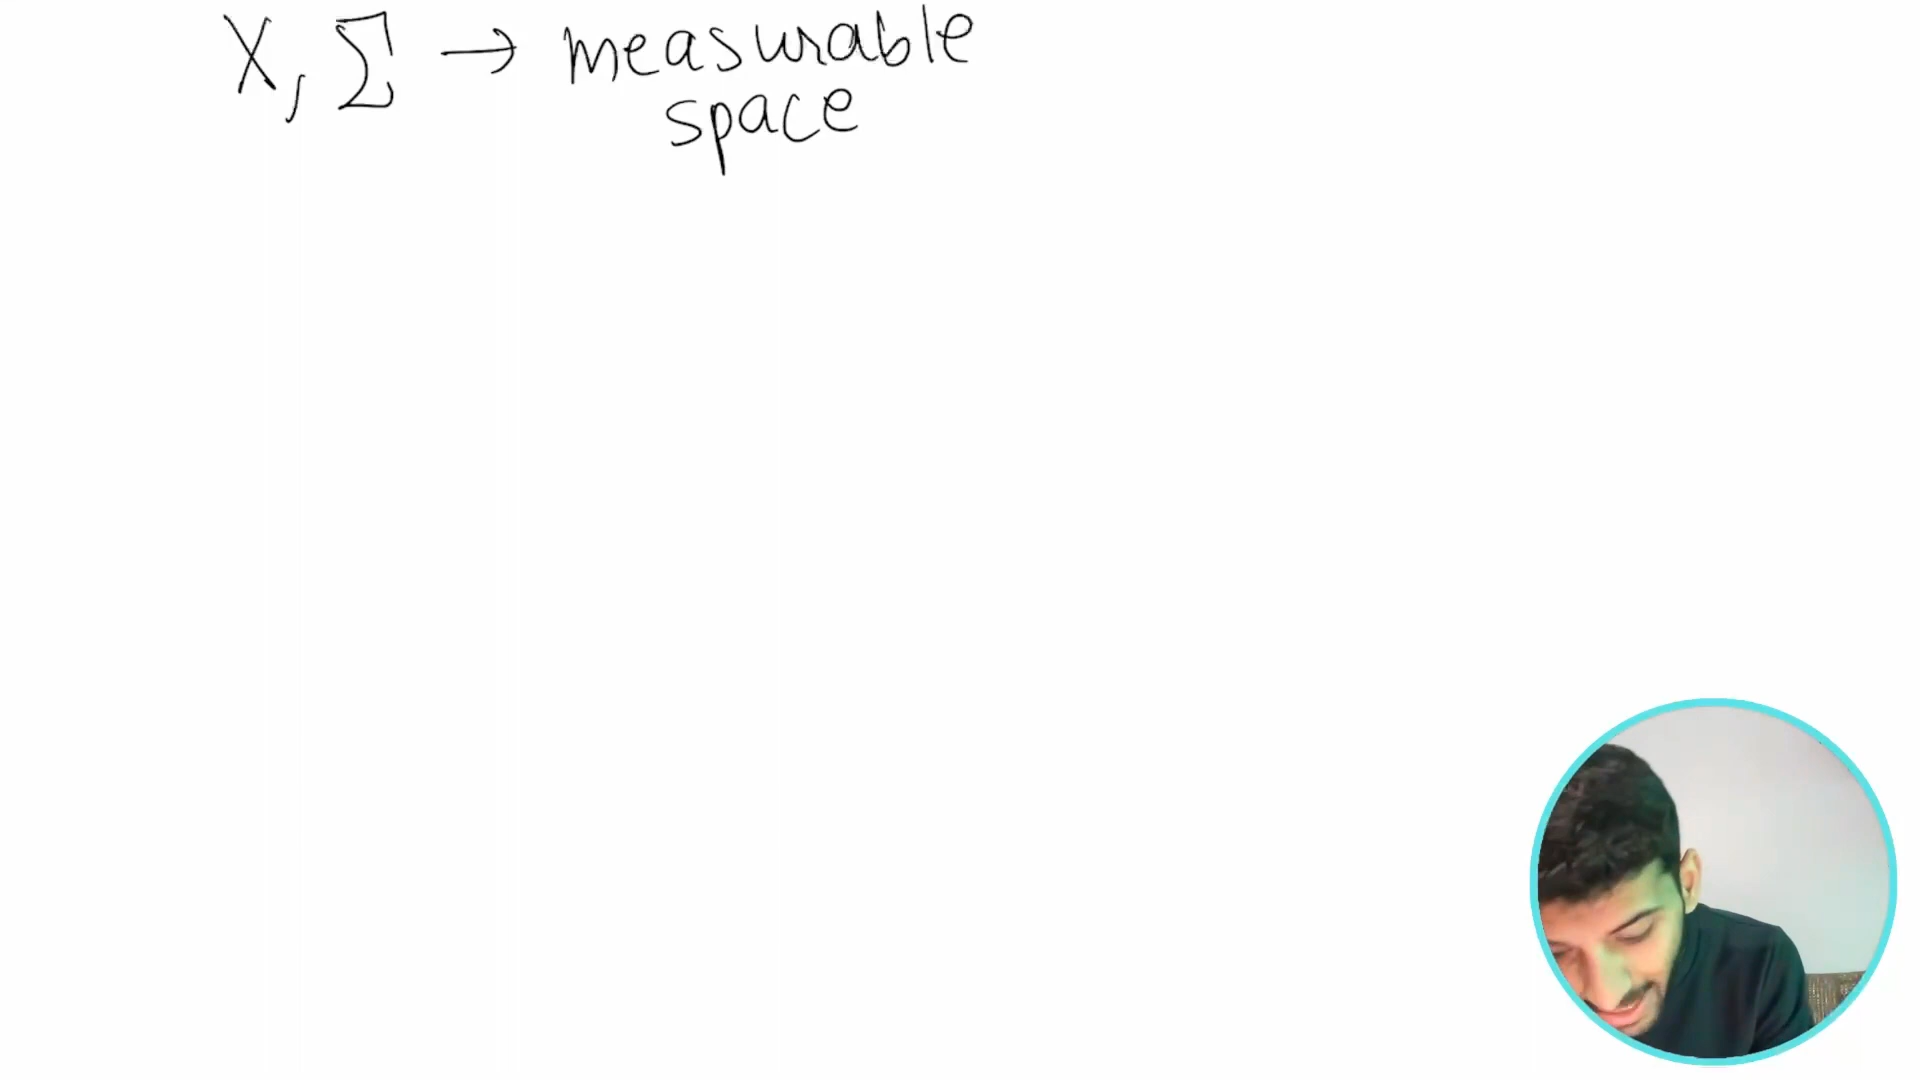 X, Σ → measurable
space